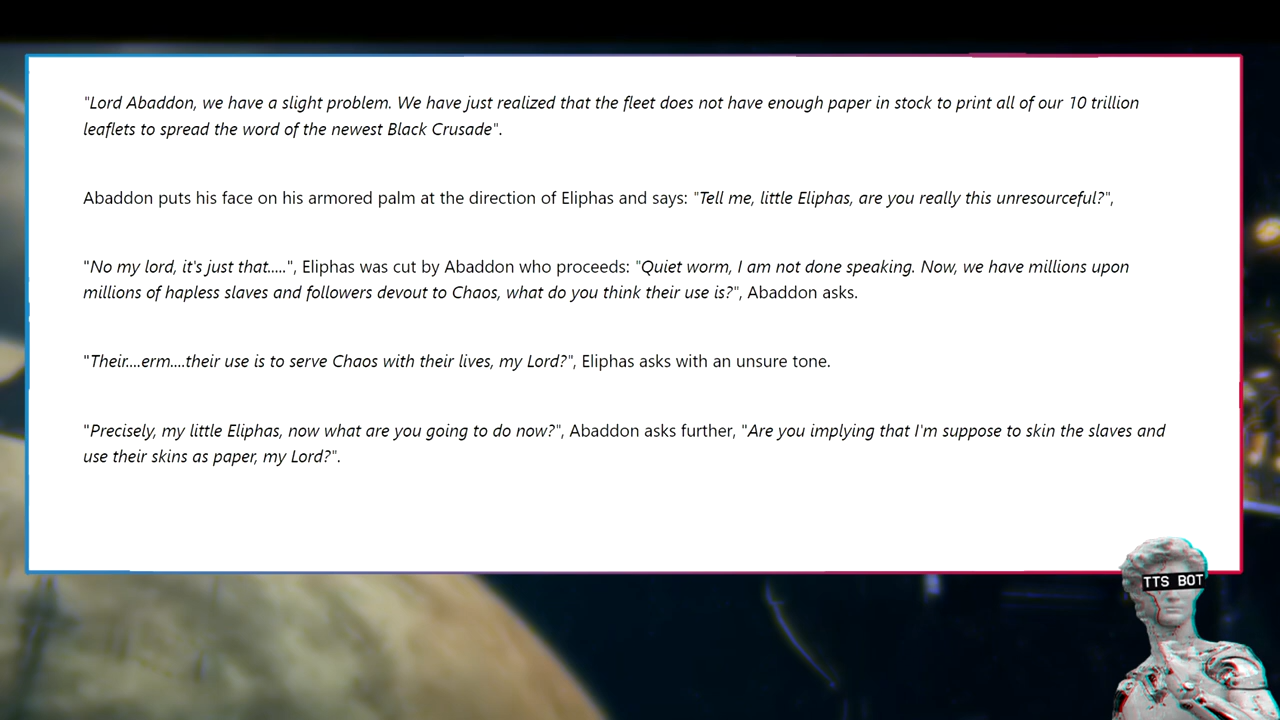 "Lord Abaddon, we have a slight problem. We have just realized that the fleet does not have enough paper in stock to print all of our 10 trillion
leaflets to spread the word of the newest Black Crusade".
Abaddon puts his face on his armored palm at the direction of Eliphas and says: "Tell me, little Eliphas, are you really this unresourceful?",
"No my lord, it's just that.....", Eliphas was cut by Abaddon who proceeds: "Quiet worm, I am not done speaking. Now, we have millions upon
millions of hapless slaves and followers devout to Chaos, what do you think their use is?", Abaddon asks.
"Their....erm....their use is to serve Chaos with their lives, my Lord?", Eliphas asks with an unsure tone.
"Precisely, my little Eliphas, now what are you going to do now?", Abaddon asks further, "Are you implying that I'm suppose to skin the slaves and
use their skins as paper, my Lord?".
TTS BOT